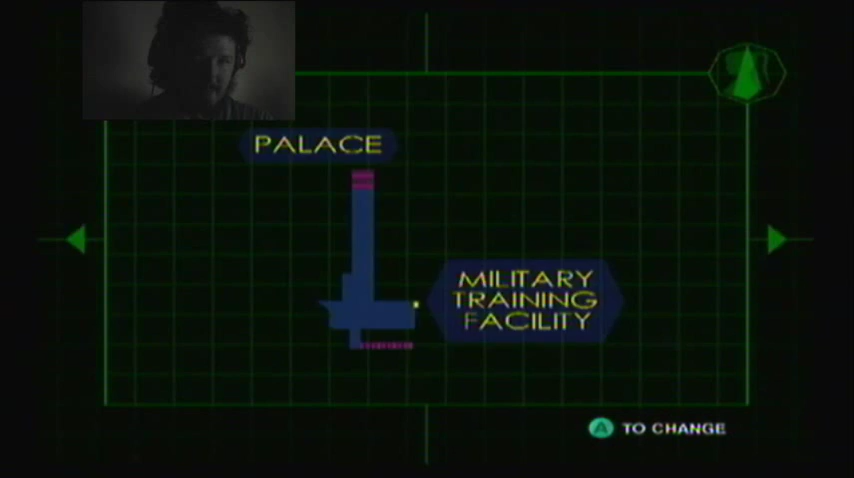 PALACE
MILITARY
TRAINING
FACILITY
A TO CHANGE